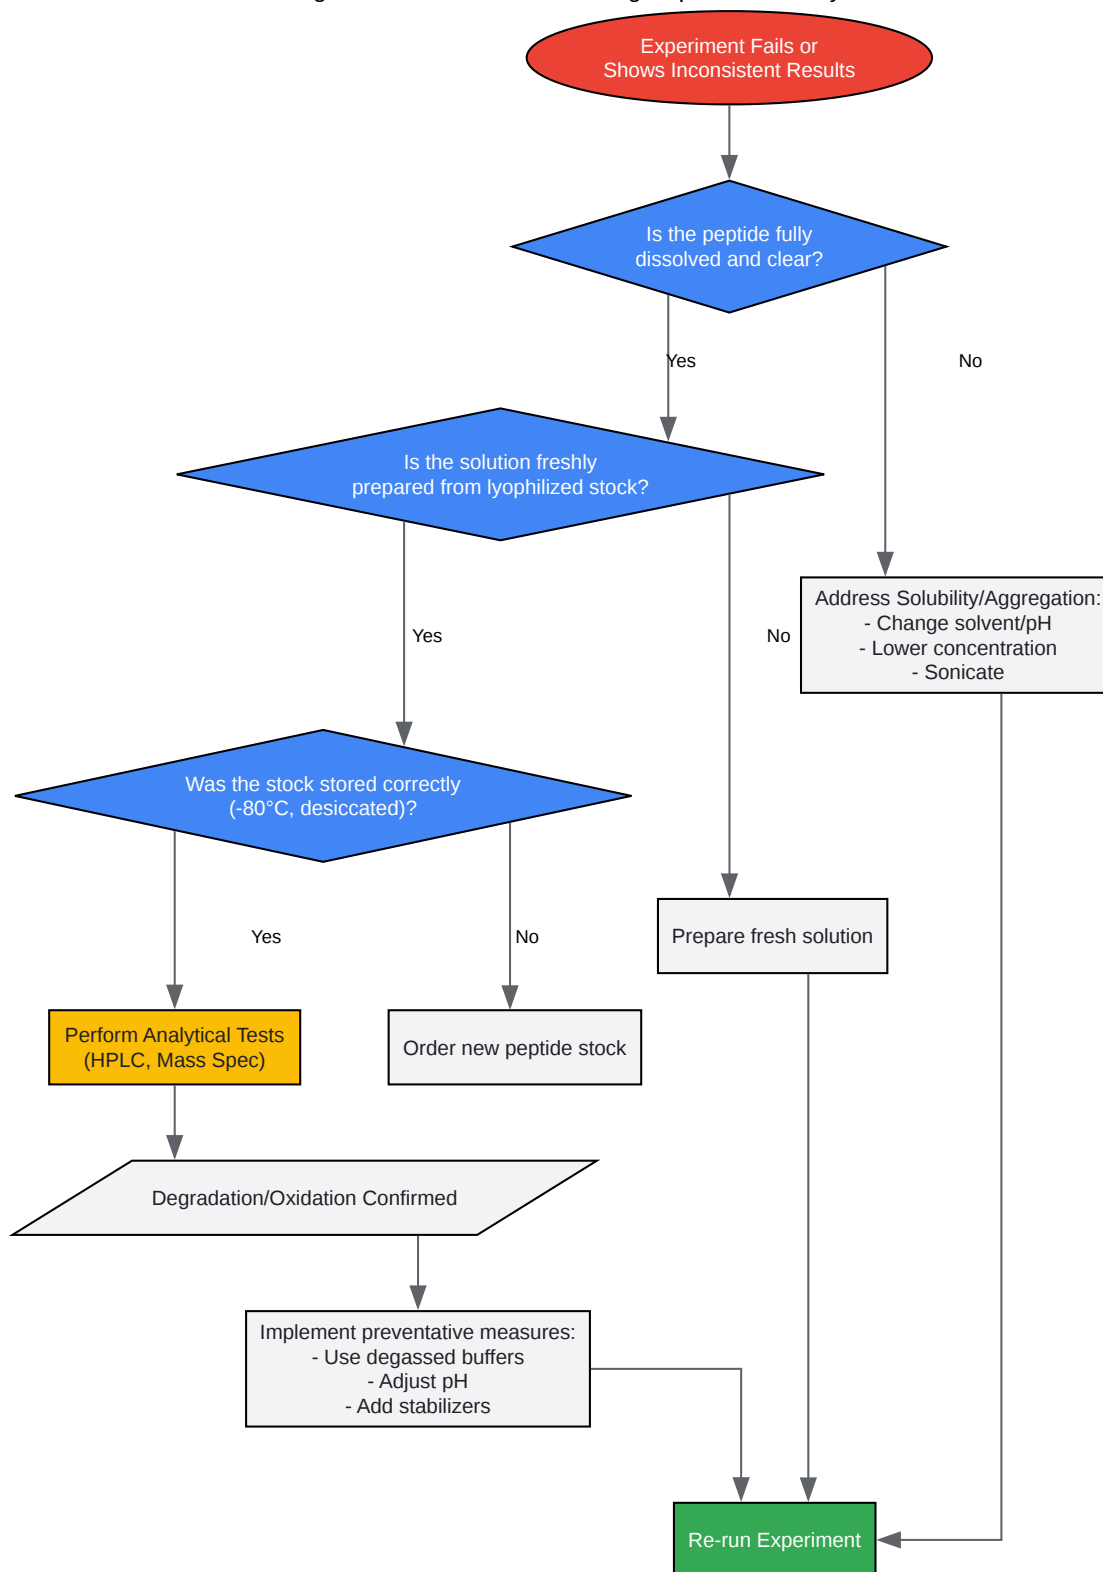 Experiment Fails or
Shows Inconsistent Results
Is the peptide fully
dissolved and clear?
Yes
No
Is the solution freshly
prepared from lyophilized stock?
Address Solubility/Aggregation:
- Change solvent/pH
- Lower concentration
- Sonicate
Yes
No
Was the stock stored correctly
(-80°C, desiccated)?
Yes
No
Prepare fresh solution
Perform Analytical Tests
(HPLC, Mass Spec)
Order new peptide stock
Degradation/Oxidation Confirmed
Implement preventative measures:
- Use degassed buffers
- Adjust pH
- Add stabilizers
Re-run Experiment